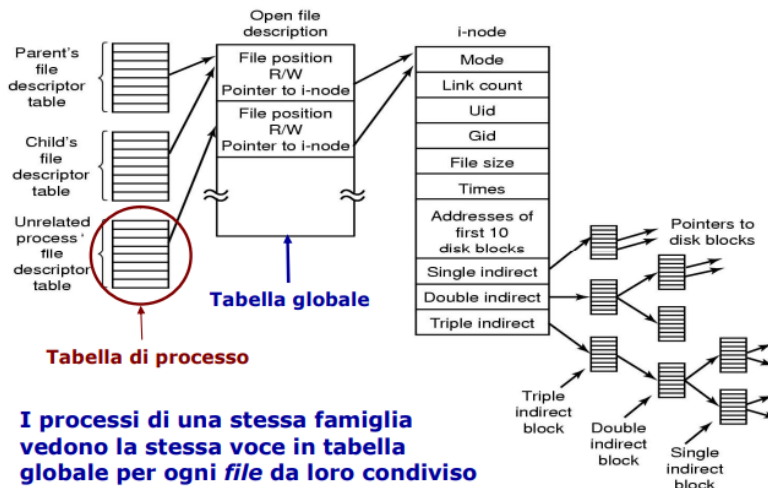 Open file
description
i-node
Parent's
file
descriptor
table
File position
R/W
Pointer to i-node
File position
R/W
Pointer to i-node
Mode
Link count
Uid
Gid
File size
Times
Addresses of
first 10
disk blocks
Single indirect
Double indirect
Triple indirect
Child's
file
descriptor
table
Unrelated
process'
file
descriptor
table
Pointers to
disk blocks
Tabella globale
Tabella di processo
Triple
indirect
block
Double
indirect
block
Single
indirect
block
I processi di una stessa famiglia
vedono la stessa voce in tabella
globale per ogni file da loro condiviso